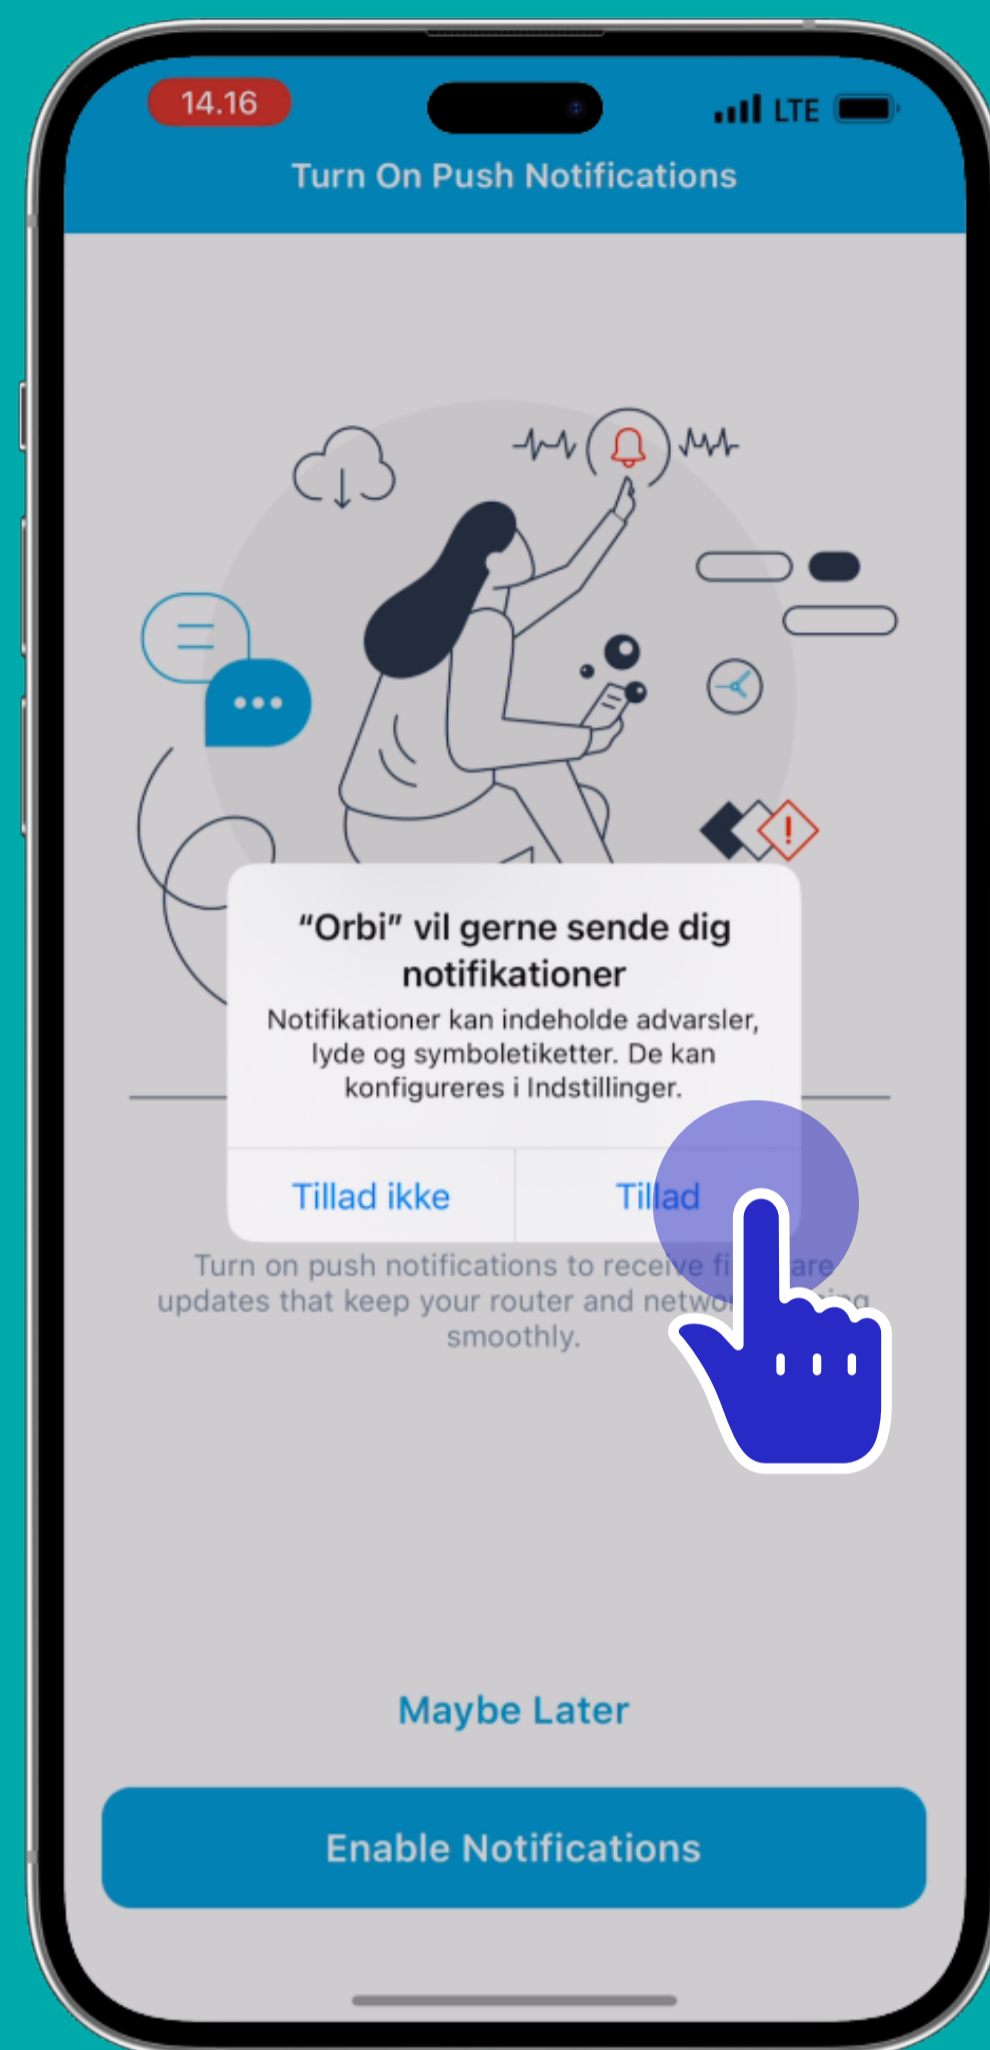 14.16
LTE
Turn On Push Notifications
“Orbi” vil gerne sende dig
notifikationer
Notifikationer kan indeholde advarsler,
lyde og symboletiketter. De kan
konfigureres i Indstillinger.
Tillad ikke
Tillad
Turn on push notifications to receive
updates that keep your router and
smoothly.
Maybe Later
Enable Notifications